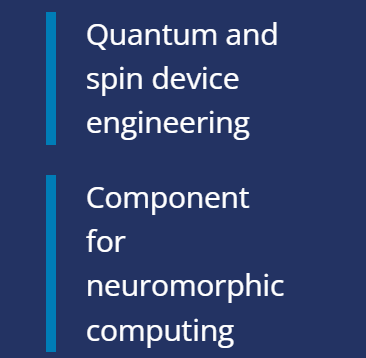 Quantum and
spin device
engineering
Component
for
neuromorphic
computing